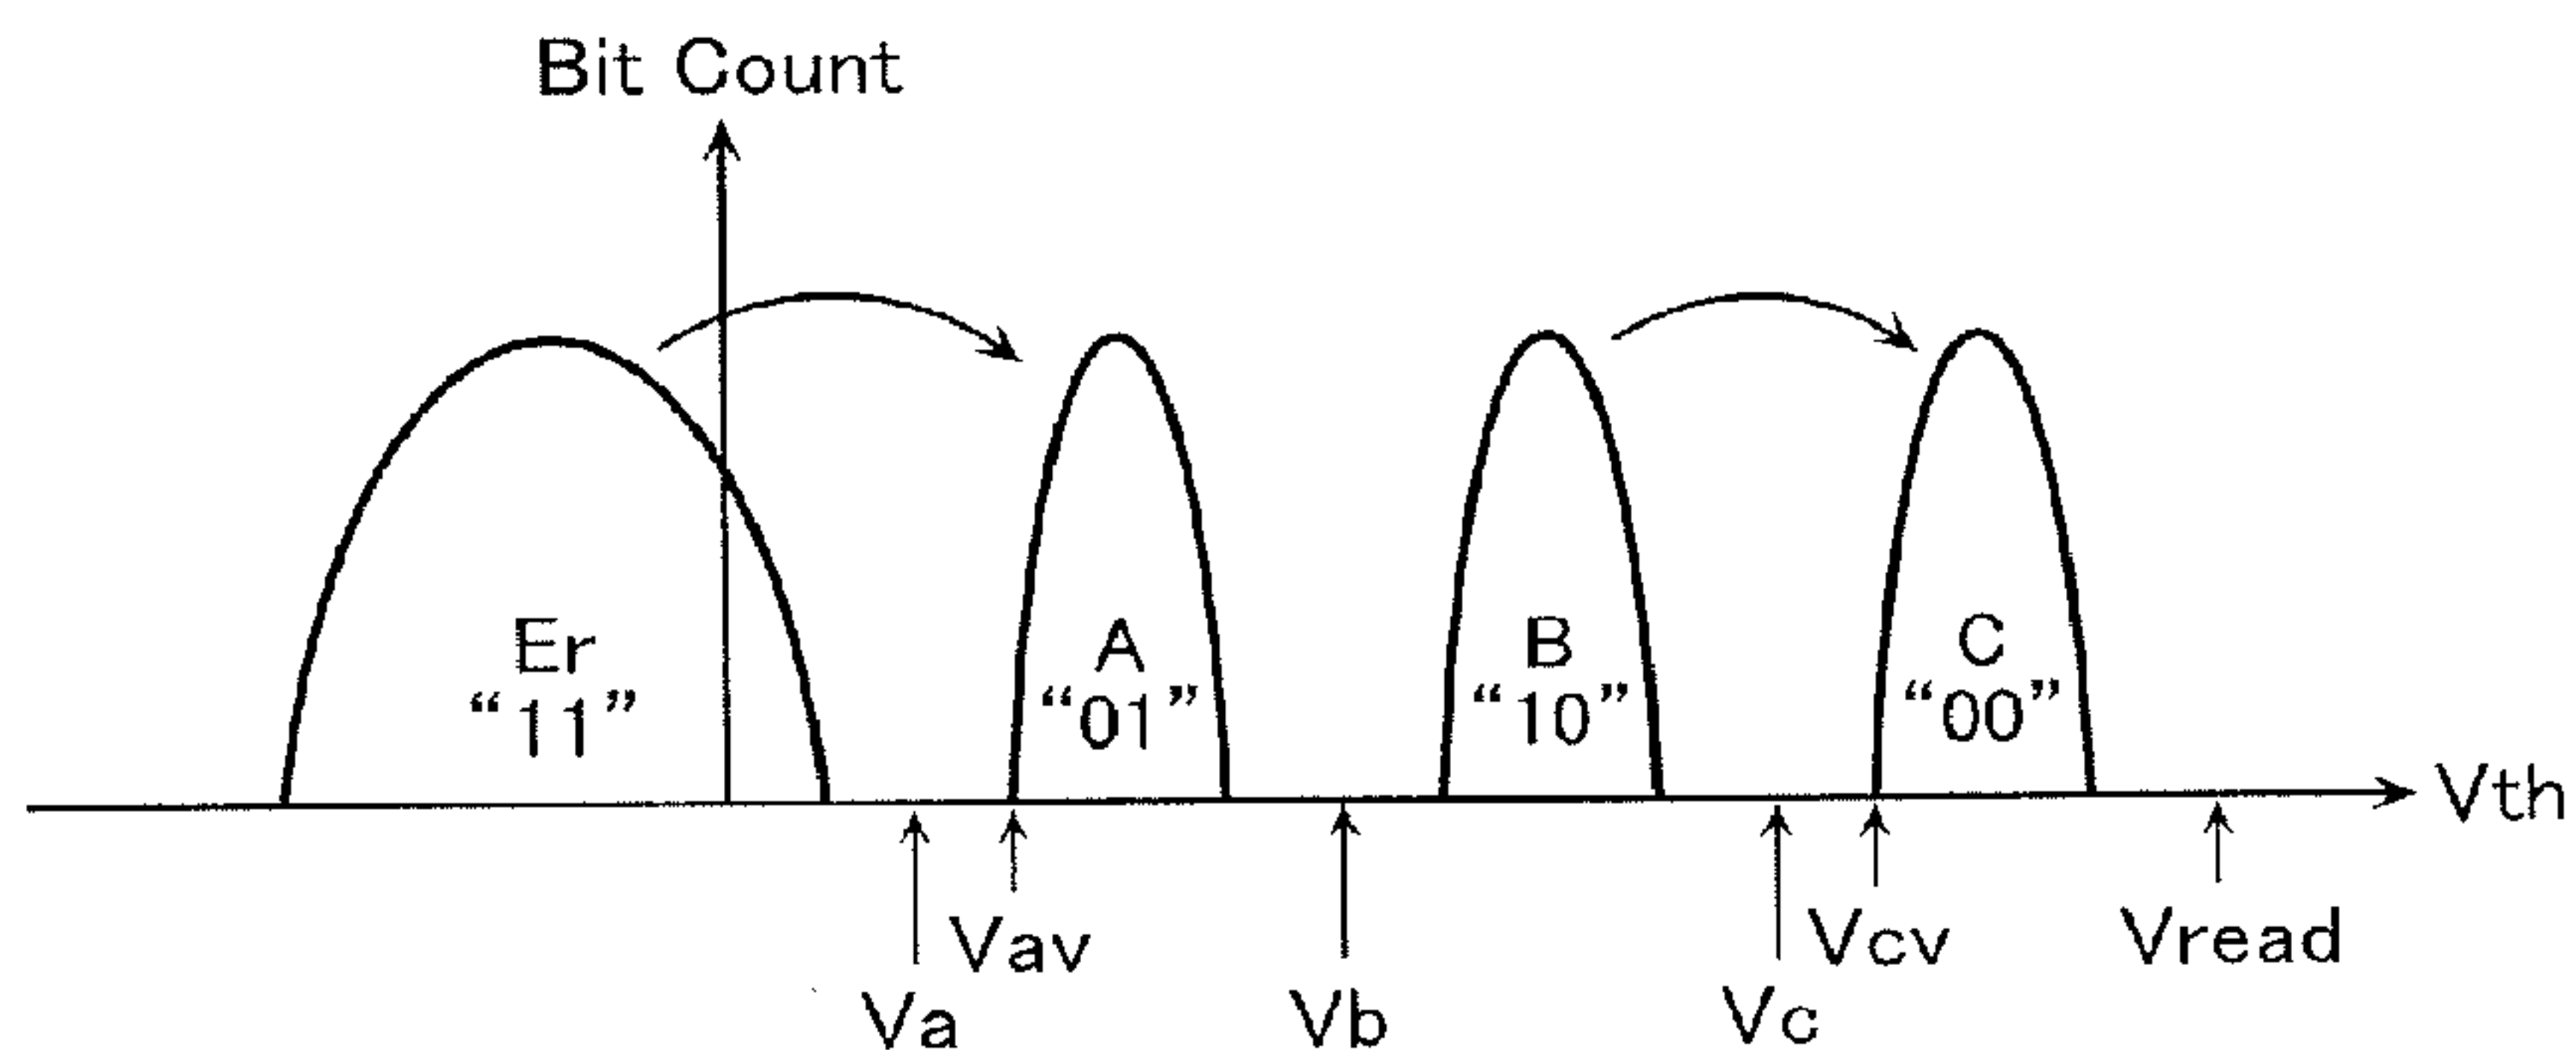 Bit Count
Er
“11”
A
“01”
B
“10”
C
“00”
Vth
Vav
Vcv
Vread
Va
Vb
Vc